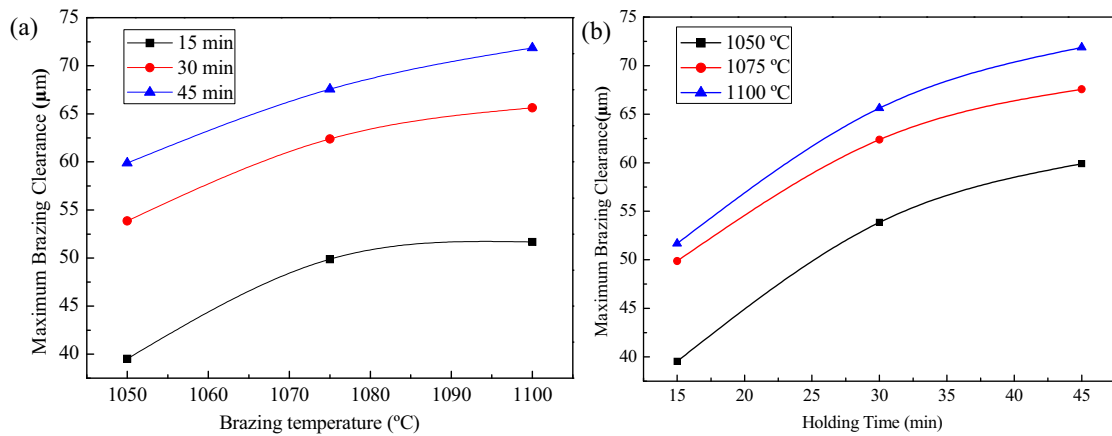 (a)
75
70
65
60
55
50
45
40
Maximum Brazing Clearance (μm)
15 min
30 min
45 min
1050 1060 1070 1080 1090 1100
Brazing temperature (ºC)
(b)
75
70
65
60
55
50
45
40
Maximum Brazing Clearance(μm)
1050 ºC
1075 ºC
1100 ºC
15 20 25 30 35 40 45
Holding Time (min)